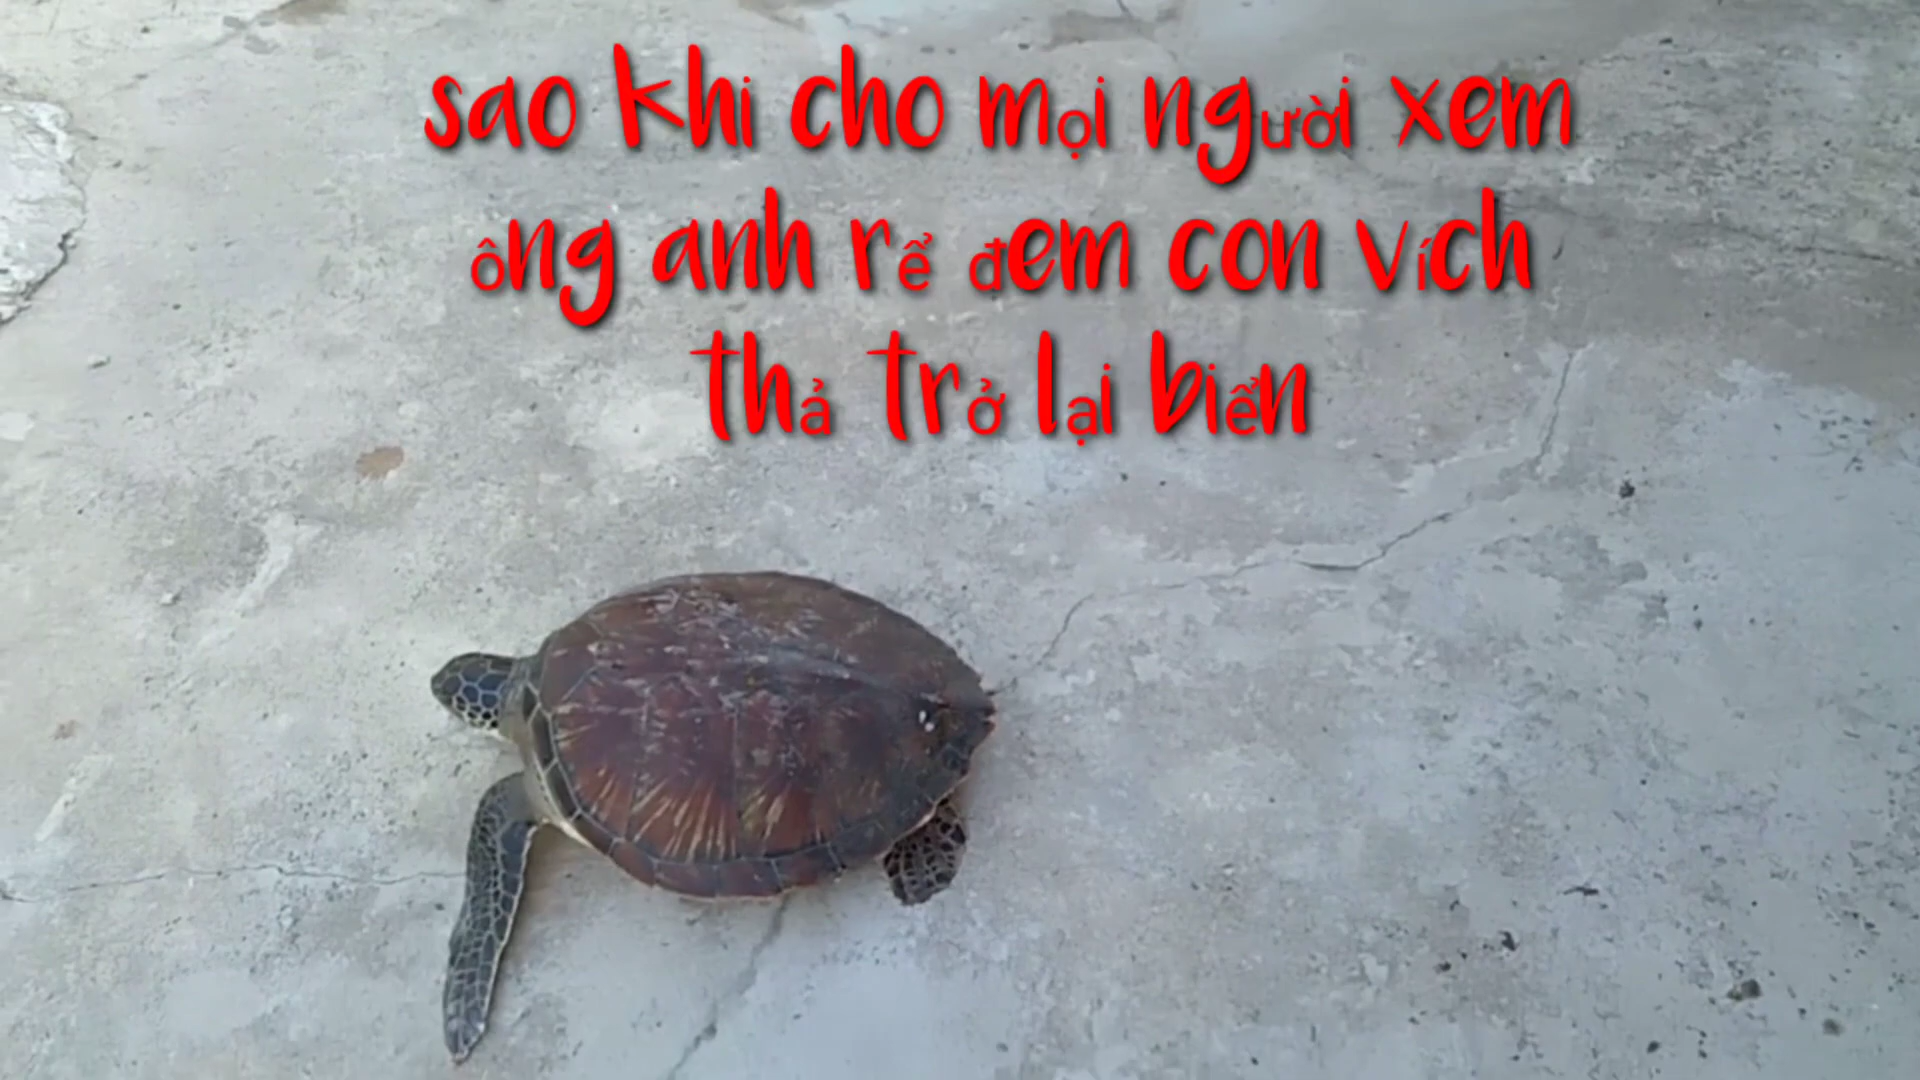 sao khi cho mọi người xem
ông anh rể đem con vích
thả trở lại biển